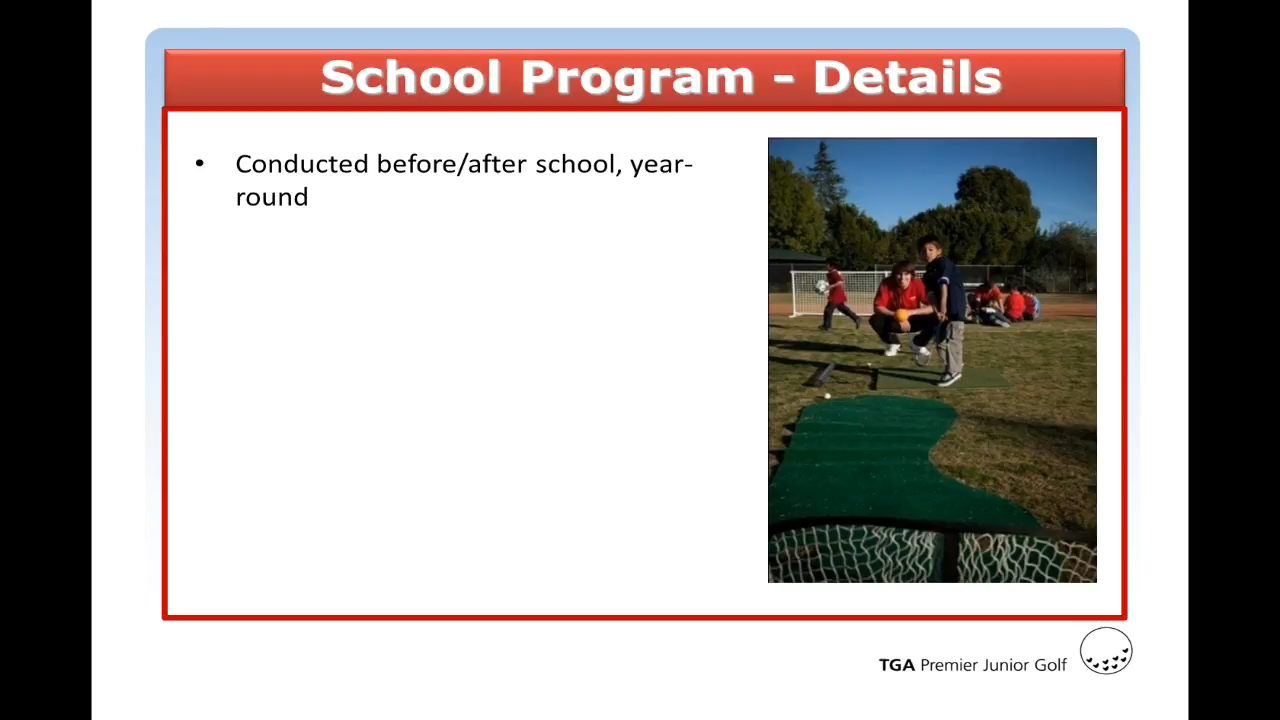 School Program - Details
• Conducted before/after school, year-
round
TGA Premier Junior Golf